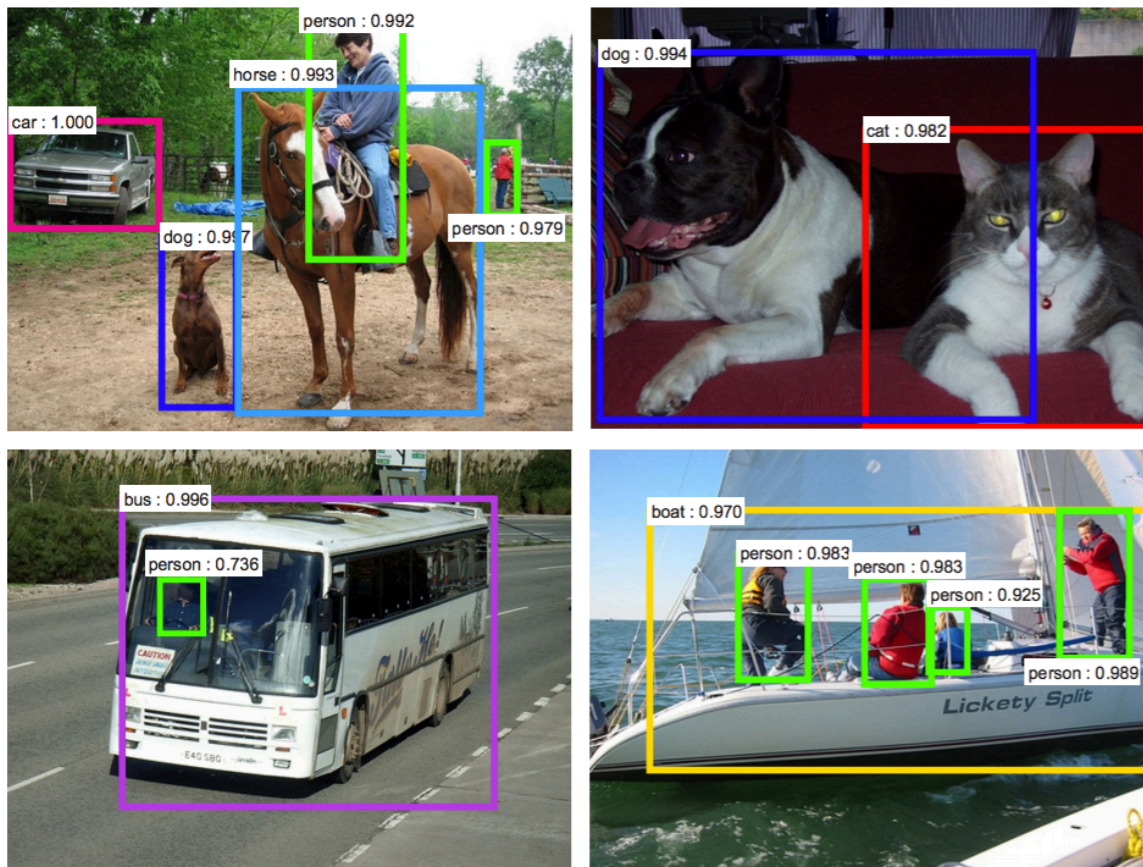 person : 0.992
horse : 0.993
car : 1.000
person : 0.979
dog : 0.997
dog : 0.994
cat : 0.982
bus : 0.996
person : 0.736
CAUTION
E40 SBO
L
boat : 0.970
person : 0.983
person : 0.983
person : 0.925
person : 0.989
Lickety Split